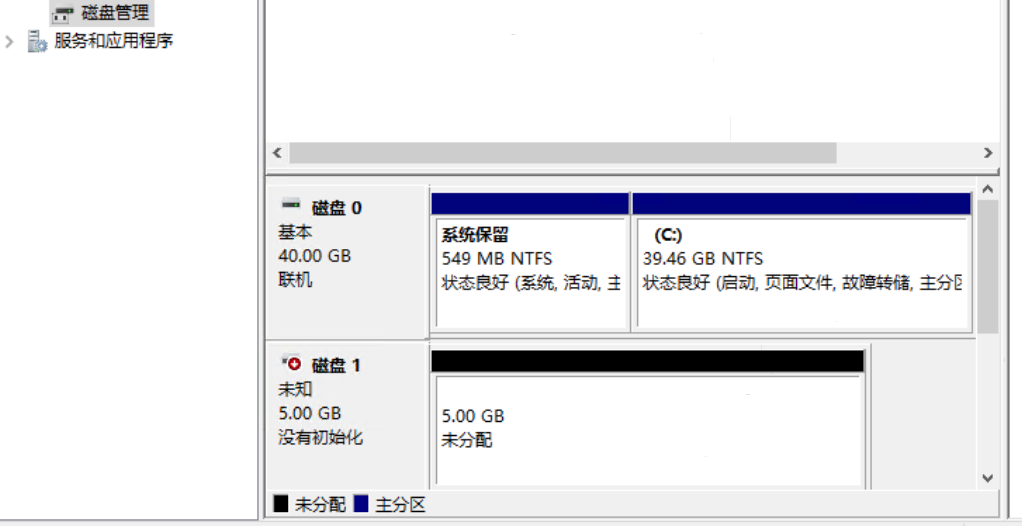 磁盘管理
服务和应用程序
磁盘 0
基本
40.00 GB
联机
系统保留
549 MB NTFS
状态良好 (系统, 活动, 主
(C:)
39.46 GB NTFS
状态良好 (启动, 页面文件, 故障转储, 主分区
磁盘 1
未知
5.00 GB
没有初始化
5.00 GB
未分配
未分配 主分区